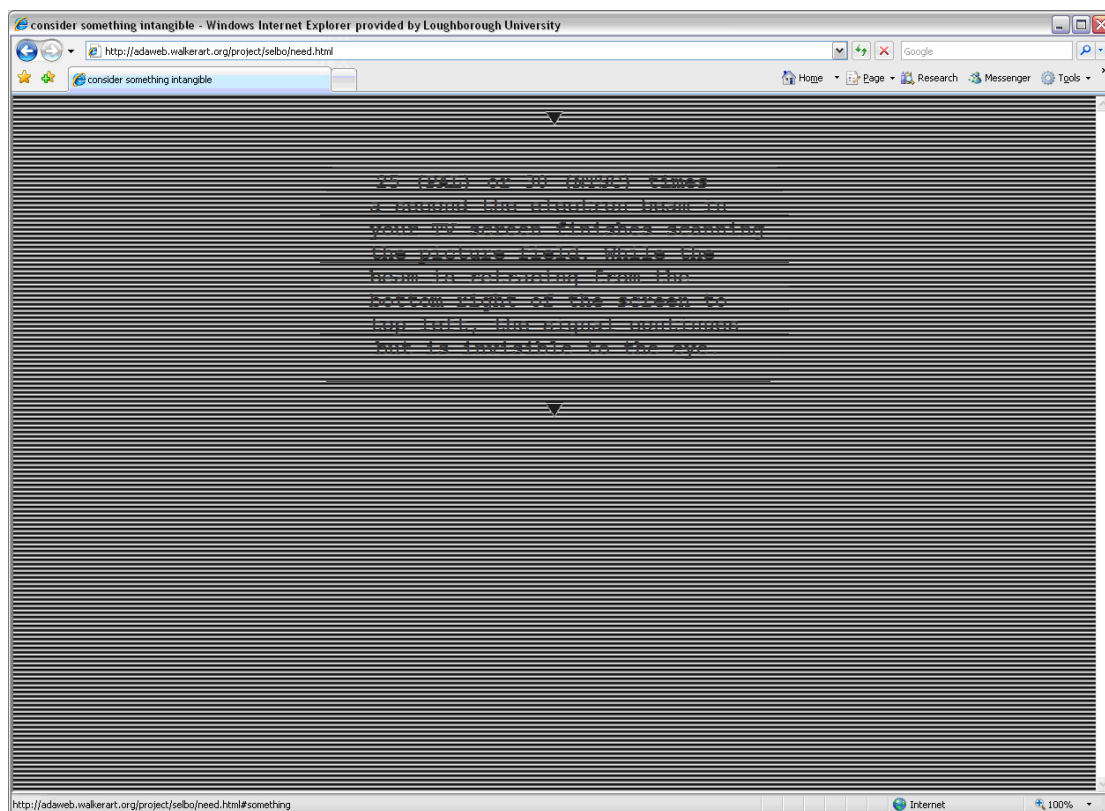 consider something intangible - Windows Internet Explorer provided by Loughborough University
http://adaweb.walkerart.org/project/selbo/need.html
Google
consider something intangible
Home Page Research Messenger Tools
25 (PAL) or 30 (NTSC) times
a second the electron beam in
your TV screen finishes scanning
the picture field. While the
beam is retracing from the
bottom right of the screen to
top left, the signal continues
but is invisible to the eye.
http://adaweb.walkerart.org/project/selbo/need.html#something
Internet
100%